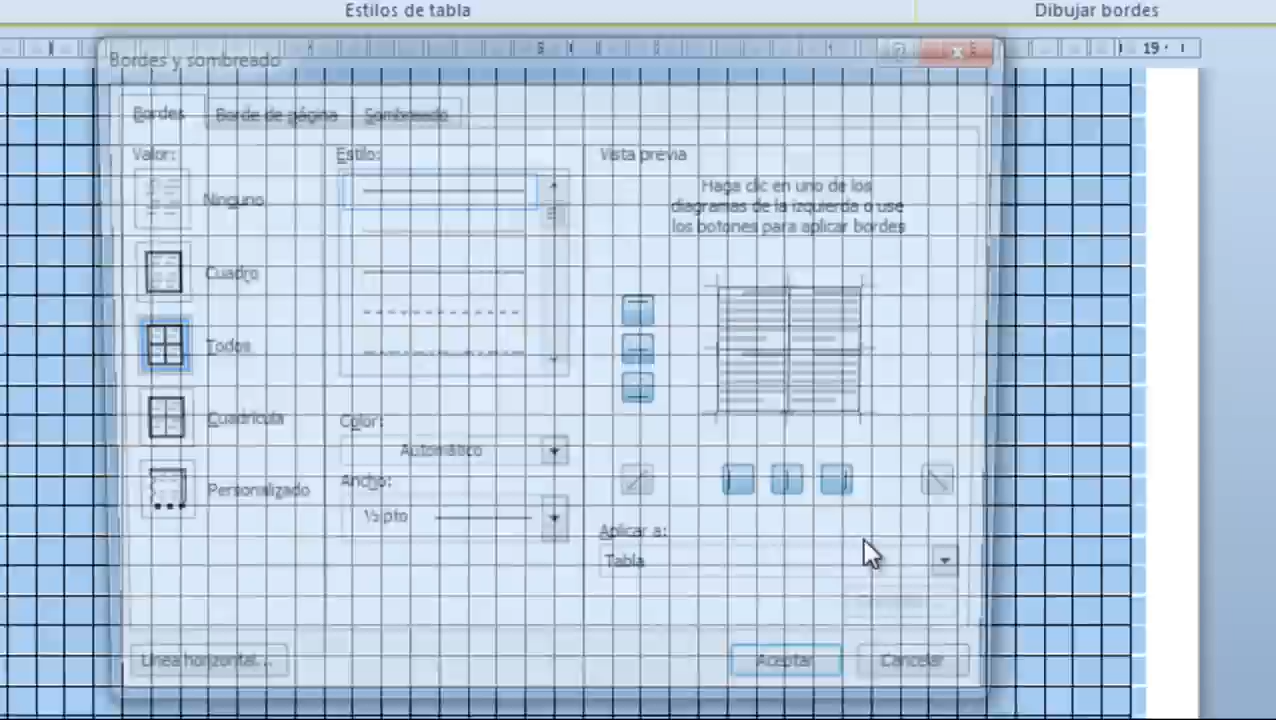 Estilos de tabla
Dibujar bordes
19
Bordes y sombreado
Bordes
Borde de página
Sombreado
Valor:
Ninguno
Cuadro
Todos
Cuadrícula
Personalizado
Estilo:
Color:
Automático
Ancho:
½ pto
Vista previa
Haga clic en uno de los
diagramas de la izquierda o use
los botones para aplicar bordes
Aplicar a:
Tabla
Línea horizontal...
Aceptar
Cancelar